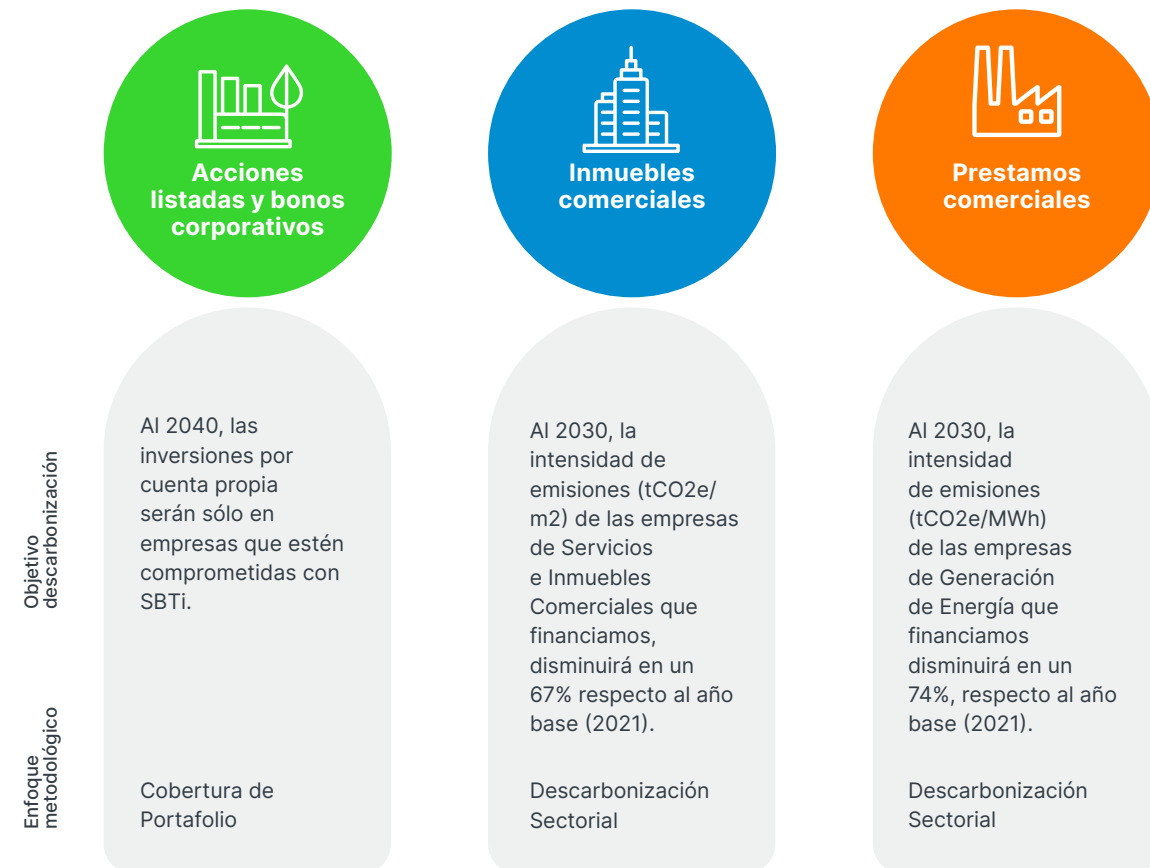 Acciones
listadas y bonos
corporativos
Inmuebles
comerciales
Prestamos
comerciales
Objetivo
descarbonización
Al 2040, las
inversiones por
cuenta propia
serán sólo en
empresas que estén
comprometidas con
SBTi.
Al 2030, la
intensidad de
emisiones (tCO2e/
m2) de las empresas
de Servicios
e Inmuebles
Comerciales que
financiamos,
disminuirá en un
67% respecto al año
base (2021).
Al 2030, la
intensidad
de emisiones
(tCO2e/MWh)
de las empresas
de Generación
de Energía que
financiamos
disminuirá en un
74%, respecto al año
base (2021).
Enfoque
metodológico
Cobertura de
Portafolio
Descarbonización
Sectorial
Descarbonización
Sectorial